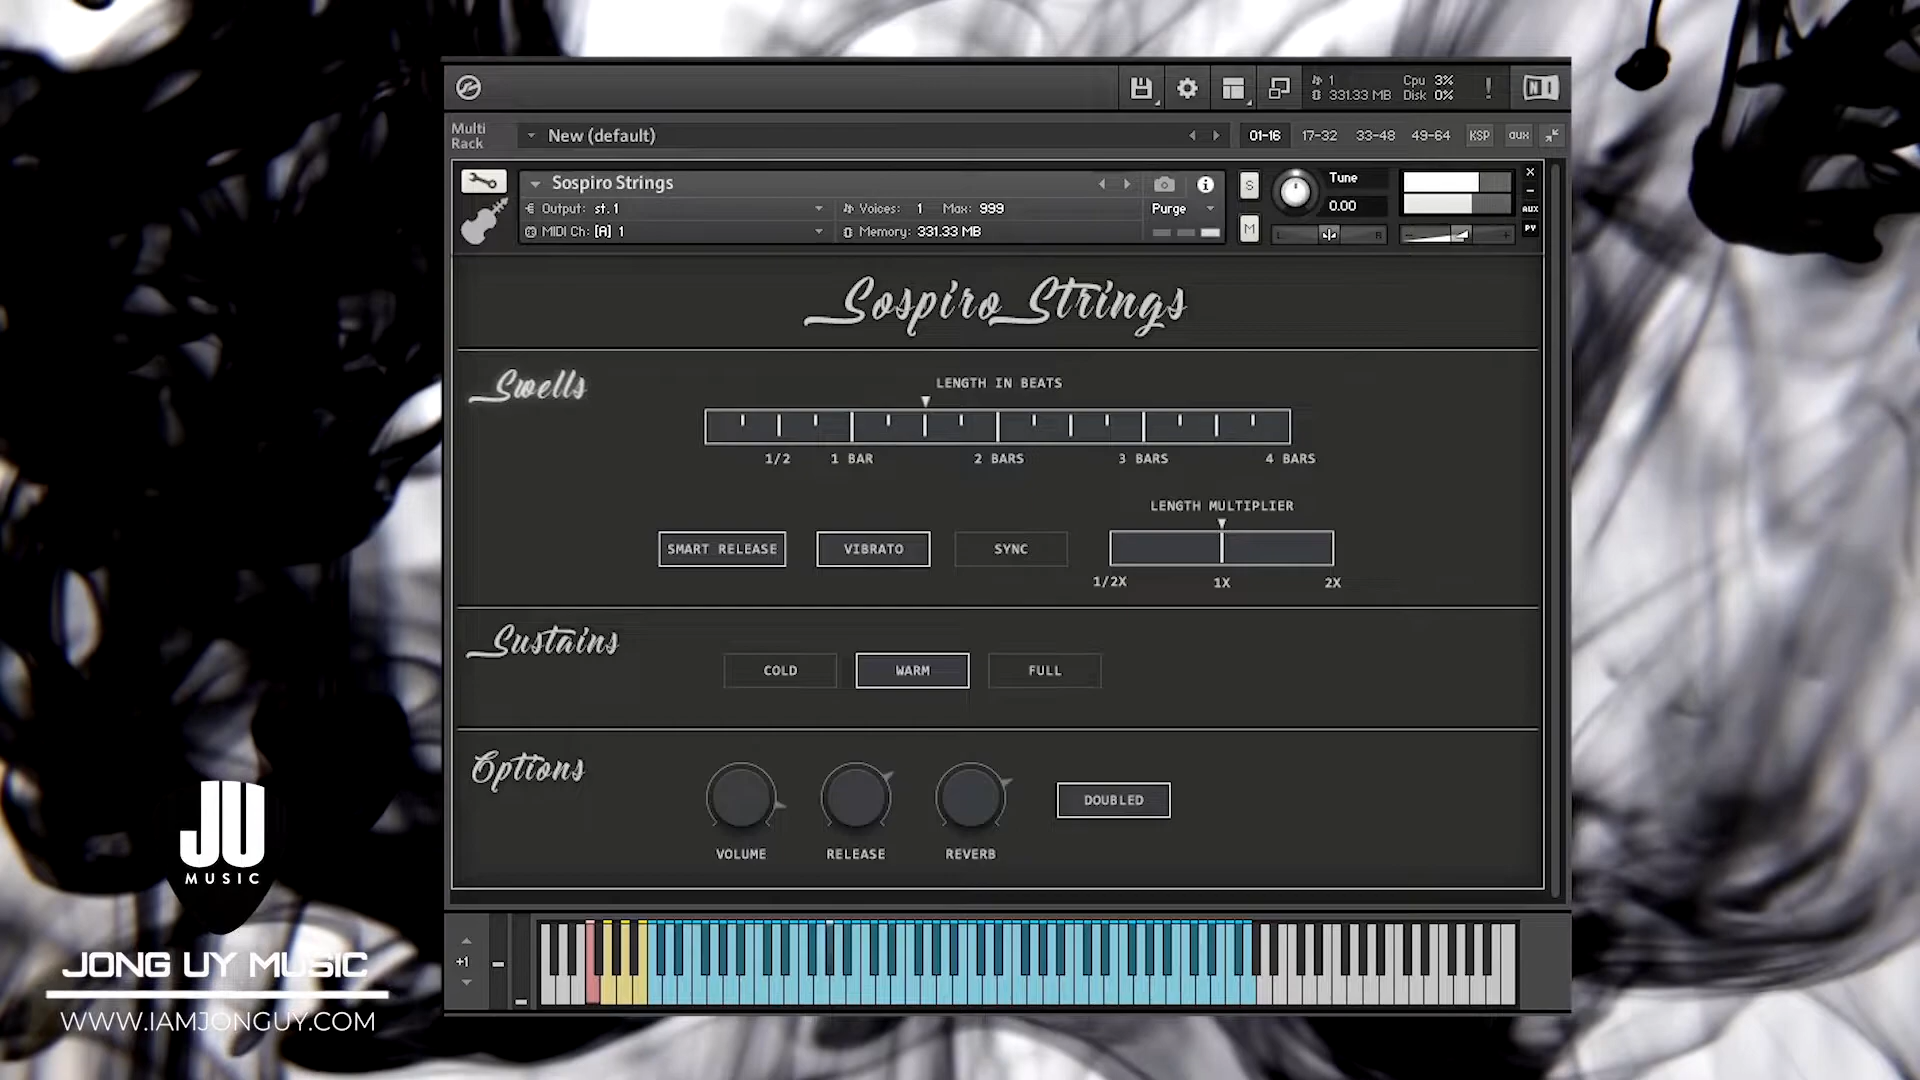 1 Cpu 3%
331.33 MB Disk 0%
Multi
Rack
New (default)
01-16 17-32 33-48 49-64 KSP aux
Sospiro Strings
Output: st.1
MIDI Ch: [A] 1
Voices: 1 Max: 999
Memory: 331.33 MB
Purge
S
M
Tune
0.00
L R
AUX
PV
Sospiro Strings
Swells
LENGTH IN BEATS
1/2 1 BAR 2 BARS 3 BARS 4 BARS
LENGTH MULTIPLIER
SMART RELEASE VIBRATO SYNC
1/2X 1X 2X
Sustains
COLD WARM FULL
Options
DOUBLED
VOLUME RELEASE REVERB
+1
JU
MUSIC
JONG UY MUSIC
WWW.IAMJONGUY.COM